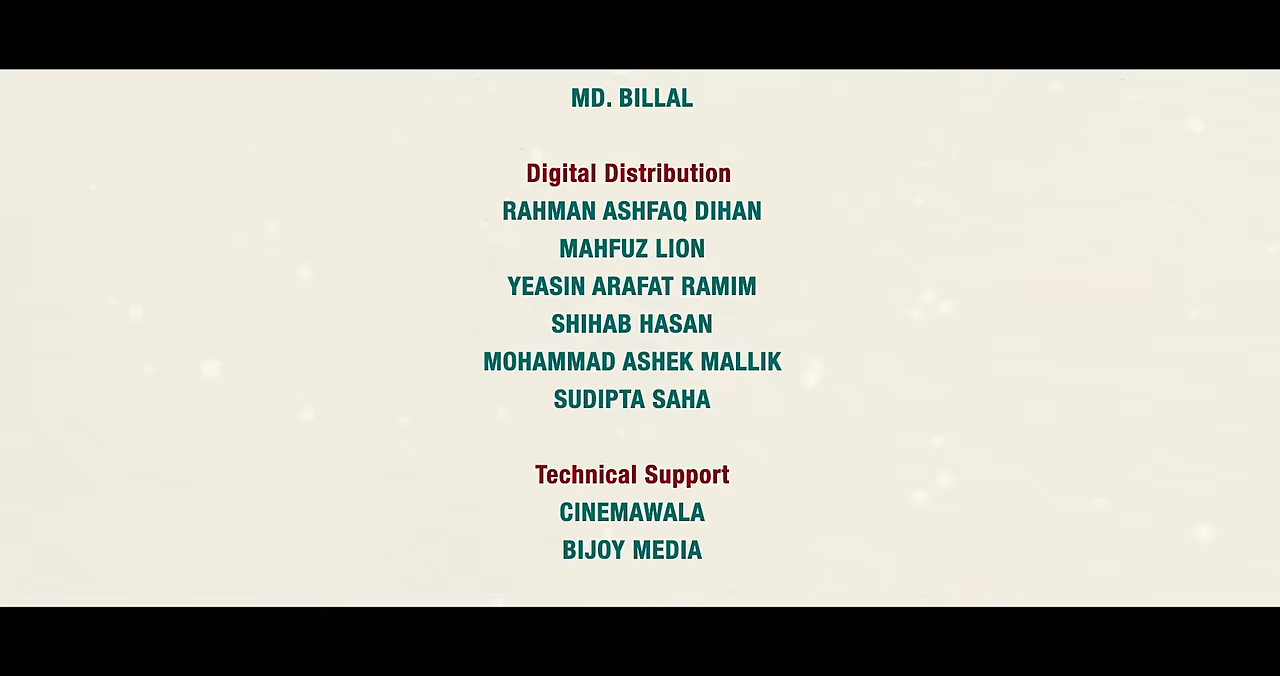 MD. BILLAL
Digital Distribution
RAHMAN ASHFAQ DIHAN
MAHFUZ LION
YEASIN ARAFAT RAMIM
SHIHAB HASAN
MOHAMMAD ASHEK MALLIK
SUDIPTA SAHA
Technical Support
CINEMAWALA
BIJOY MEDIA